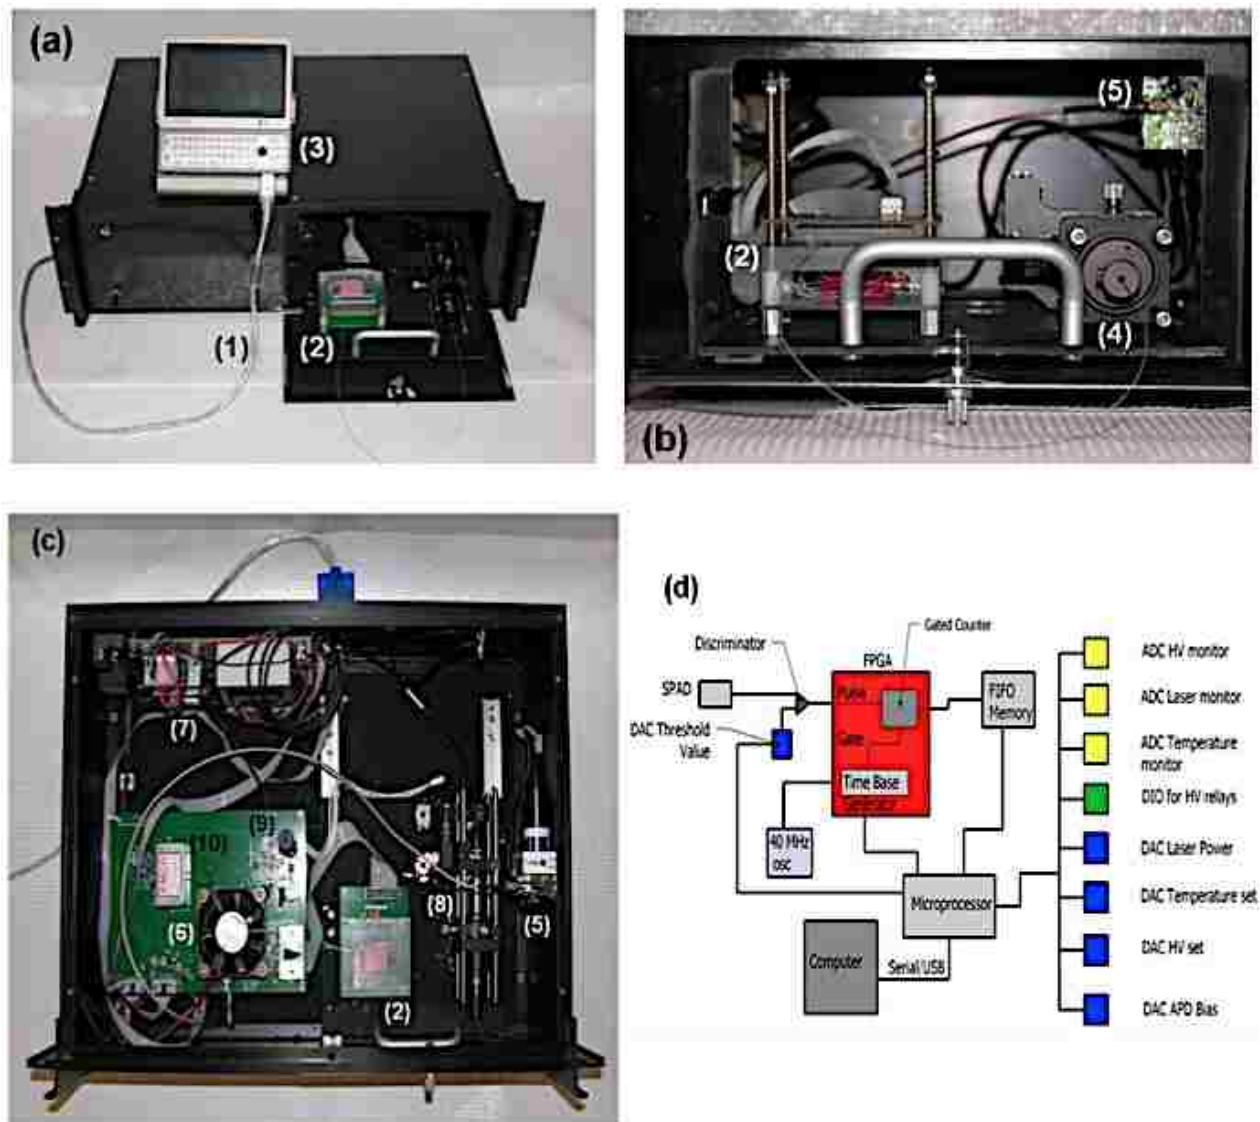 (a)
(3)
(1)
(2)
(5)
(2)
(4)
(b)
(c)
(7)
(9)
(10)
(6)
(8)
(5)
(2)
(d)
Gated Counter
Discriminator
FPGA
SPAD
Pulse
FIFO
Memory
DAC Threshold
Value
Gate
Time Base
40 MHz
osc
Microprocessor
Computer
Serial USB
ADC HV monitor
ADC Laser monitor
ADC Temperature
monitor
DIO for HV relays
DAC Laser Power
DAC Temperature set
DAC HV set
DAC APD Bias